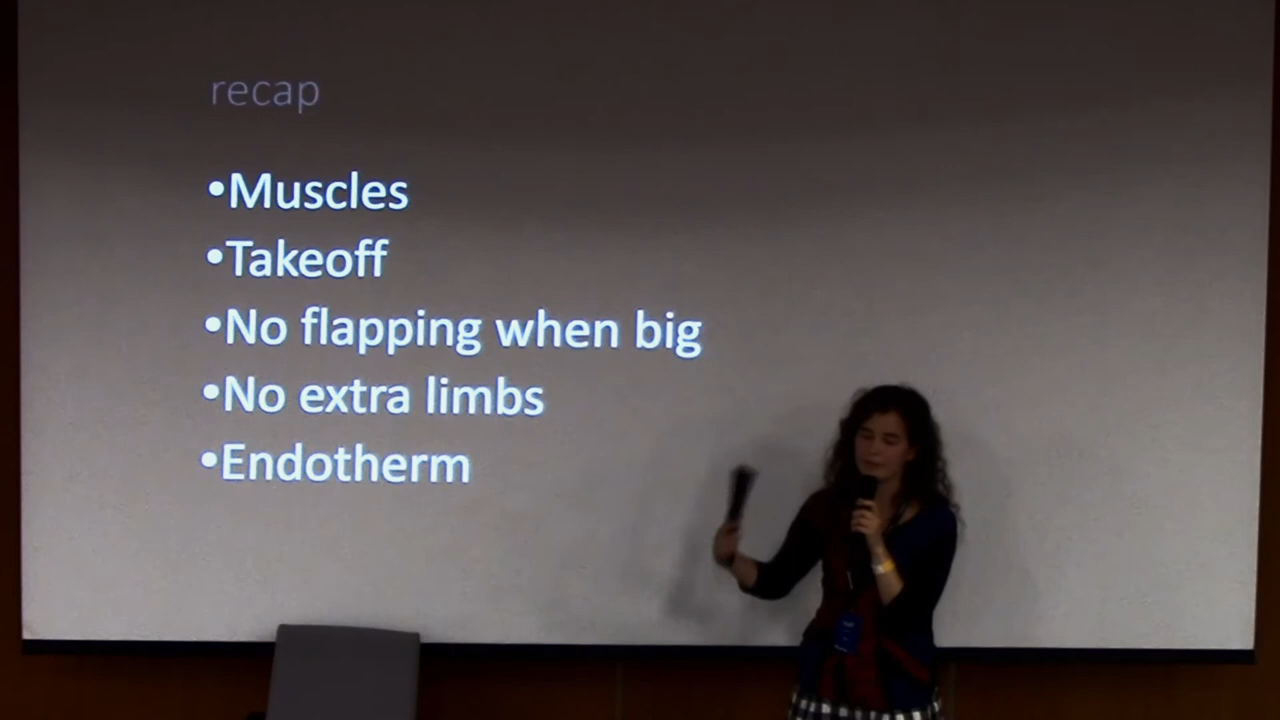 recap
•Muscles
•Takeoff
•No flapping when big
•No extra limbs
•Endotherm